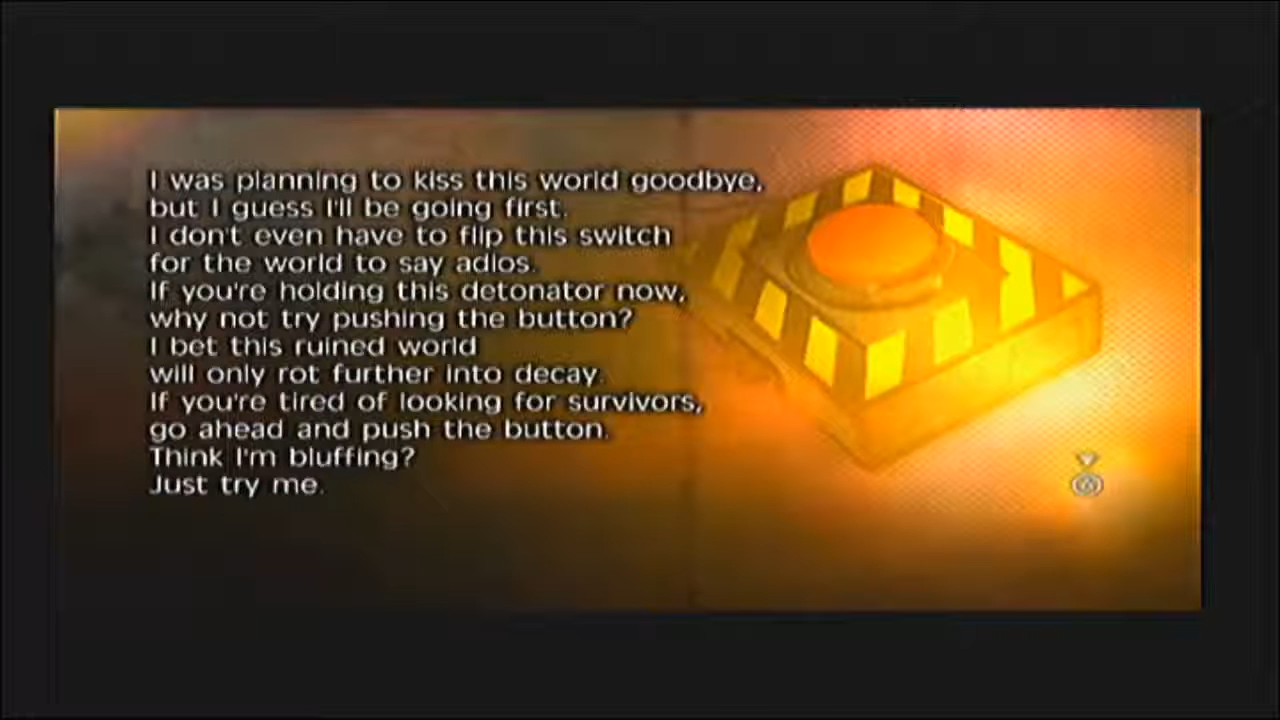 I was planning to kiss this world goodbye,
but I guess I'll be going first.
I don't even have to flip this switch
for the world to say adios.
If you're holding this detonator now,
why not try pushing the button?
I bet this ruined world
will only rot further into decay.
If you're tired of looking for survivors,
go ahead and push the button.
Think I'm bluffing?
Just try me.